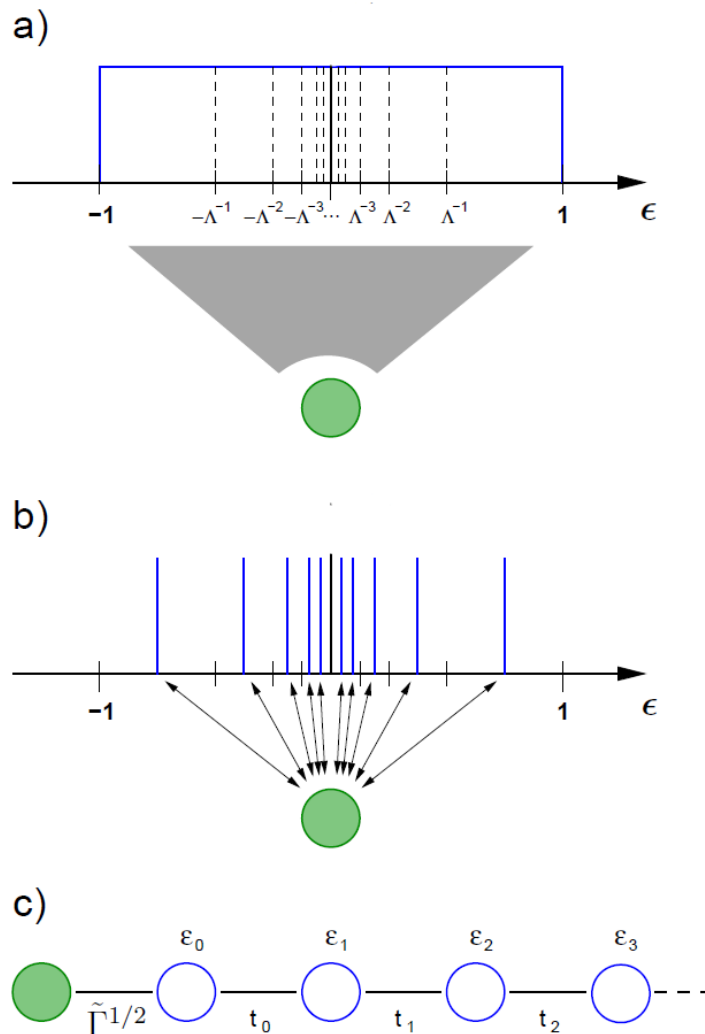 a)
−1 −Λ⁻¹ −Λ⁻² −Λ⁻³ ... Λ⁻³ Λ⁻² Λ⁻¹ 1 ϵ
b)
−1 1 ϵ
c)
ε₀ ε₁ ε₂ ε₃
Γ̃^{1/2} t₀ t₁ t₂